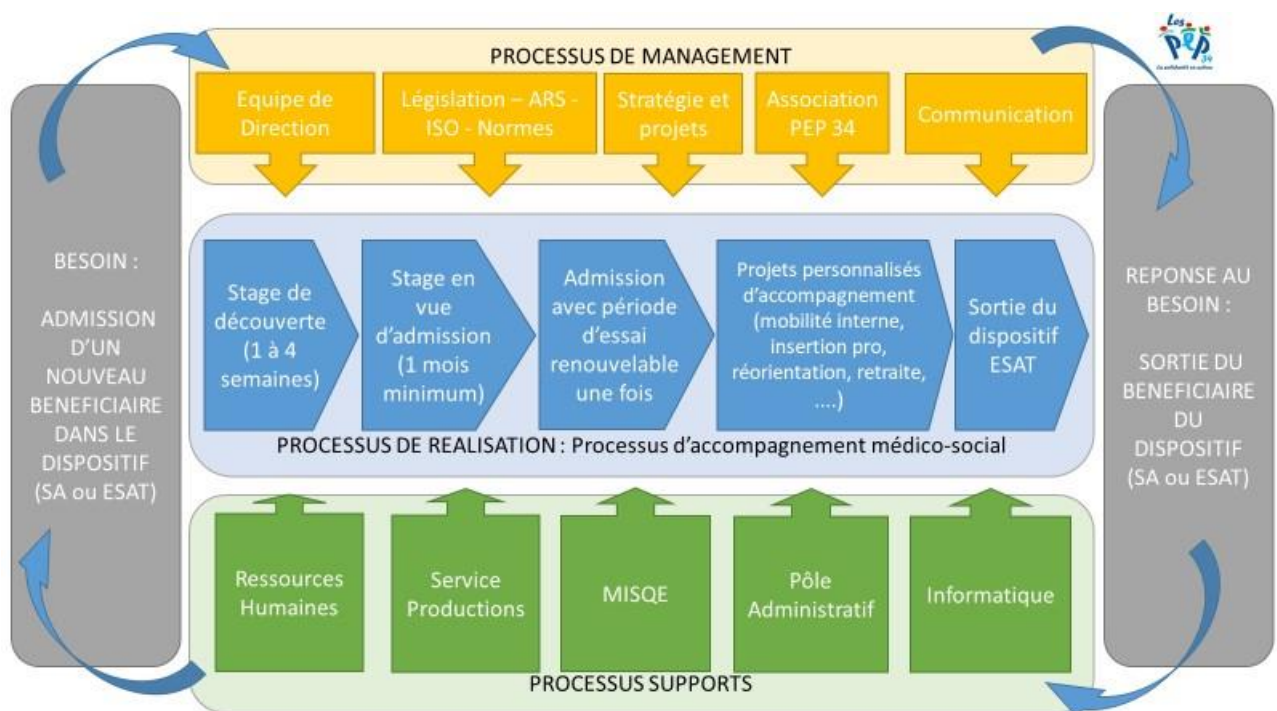 Les
PEP
34
La solidarité en action
PROCESSUS DE MANAGEMENT
Equipe de
Direction
Législation – ARS -
ISO - Normes
Stratégie et
projets
Association
PEP 34
Communication
BESOIN :
ADMISSION
D'UN
NOUVEAU
BENEFICIAIRE
DANS LE
DISPOSITIF
(SA ou ESAT)
Stage de
découverte
(1 à 4
semaines)
Stage en
vue
d'admission
(1 mois
minimum)
Admission
avec période
d'essai
renouvelable
une fois
Projets personnalisés
d'accompagnement
(mobilité interne,
insertion pro,
réorientation, retraite,
....)
Sortie du
dispositif
ESAT
PROCESSUS DE REALISATION : Processus d'accompagnement médico-social
REPONSE AU
BESOIN :
SORTIE DU
BENEFICIAIRE
DU
DISPOSITIF
(SA ou ESAT)
Ressources
Humaines
Service
Productions
MISQE
Pôle
Administratif
Informatique
PROCESSUS SUPPORTS